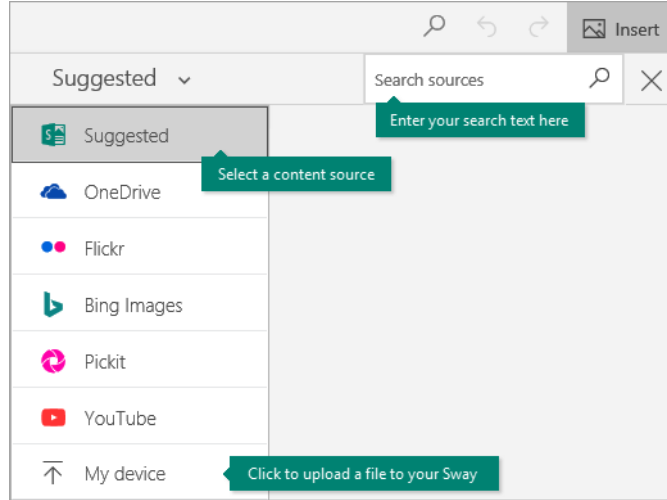 Insert
Suggested
Search sources
Enter your search text here
Suggested
Select a content source
OneDrive
Flickr
Bing Images
Pickit
YouTube
My device
Click to upload a file to your Sway